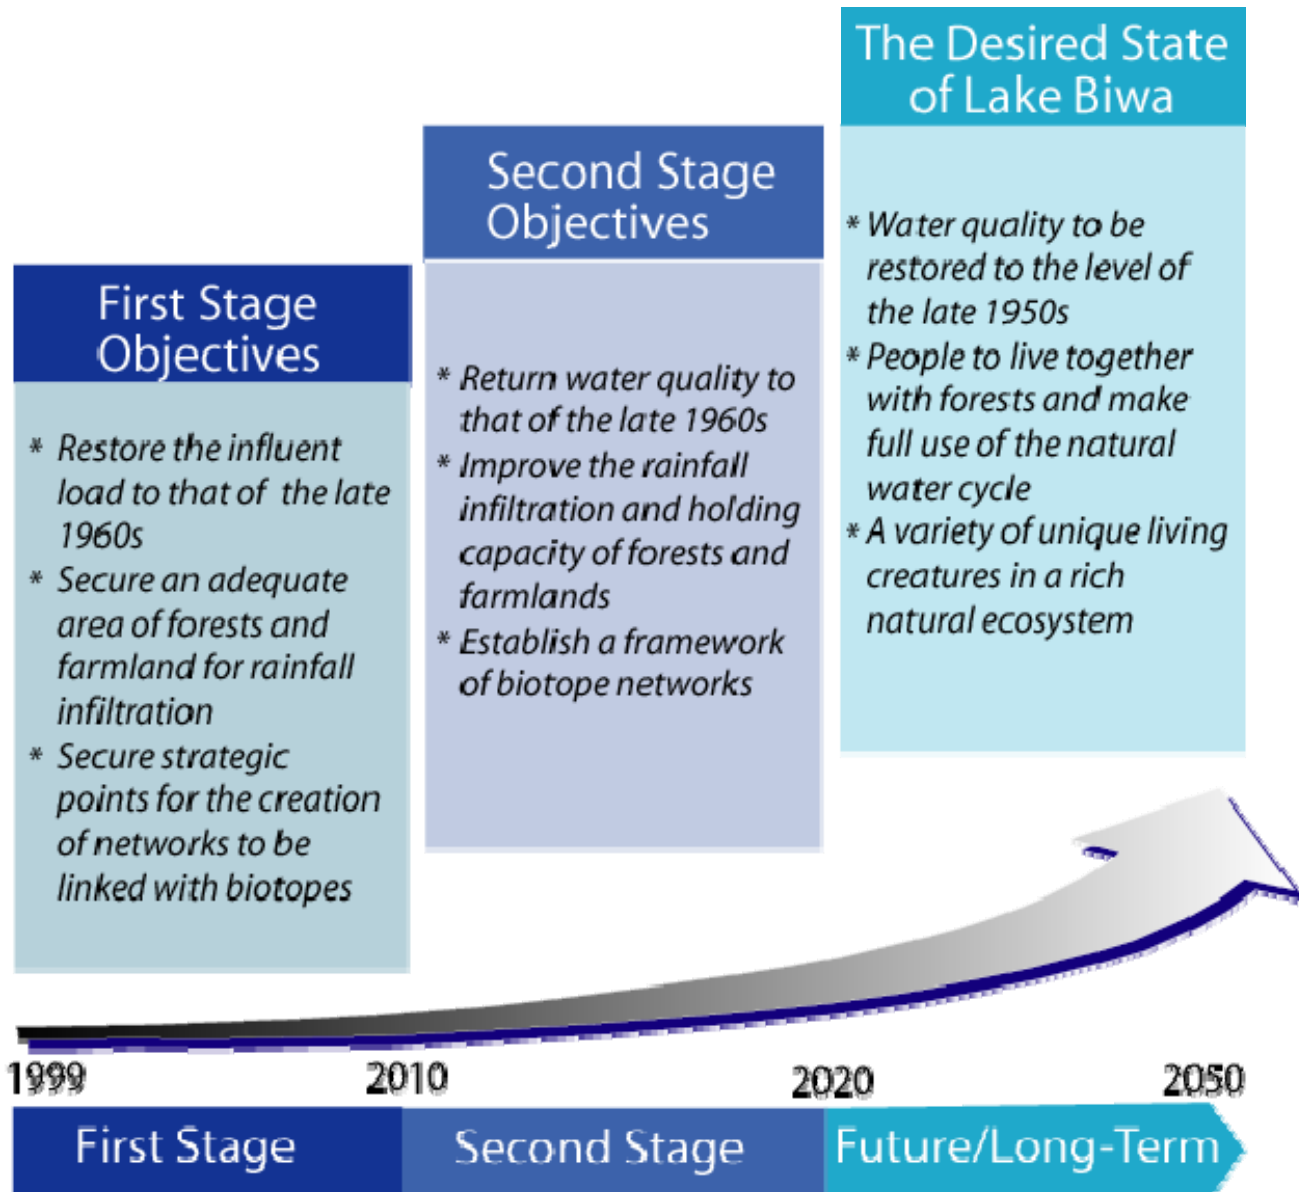 First Stage
Objectives
* Restore the influent
load to that of the late
1960s
* Secure an adequate
area of forests and
farmland for rainfall
infiltration
* Secure strategic
points for the creation
of networks to be
linked with biotopes
Second Stage
Objectives
* Return water quality to
that of the late 1960s
* Improve the rainfall
infiltration and holding
capacity of forests and
farmlands
* Establish a framework
of biotope networks
The Desired State
of Lake Biwa
* Water quality to be
restored to the level of
the late 1950s
* People to live together
with forests and make
full use of the natural
water cycle
* A variety of unique living
creatures in a rich
natural ecosystem
1999 2010 2020 2050
First Stage Second Stage Future/Long-Term